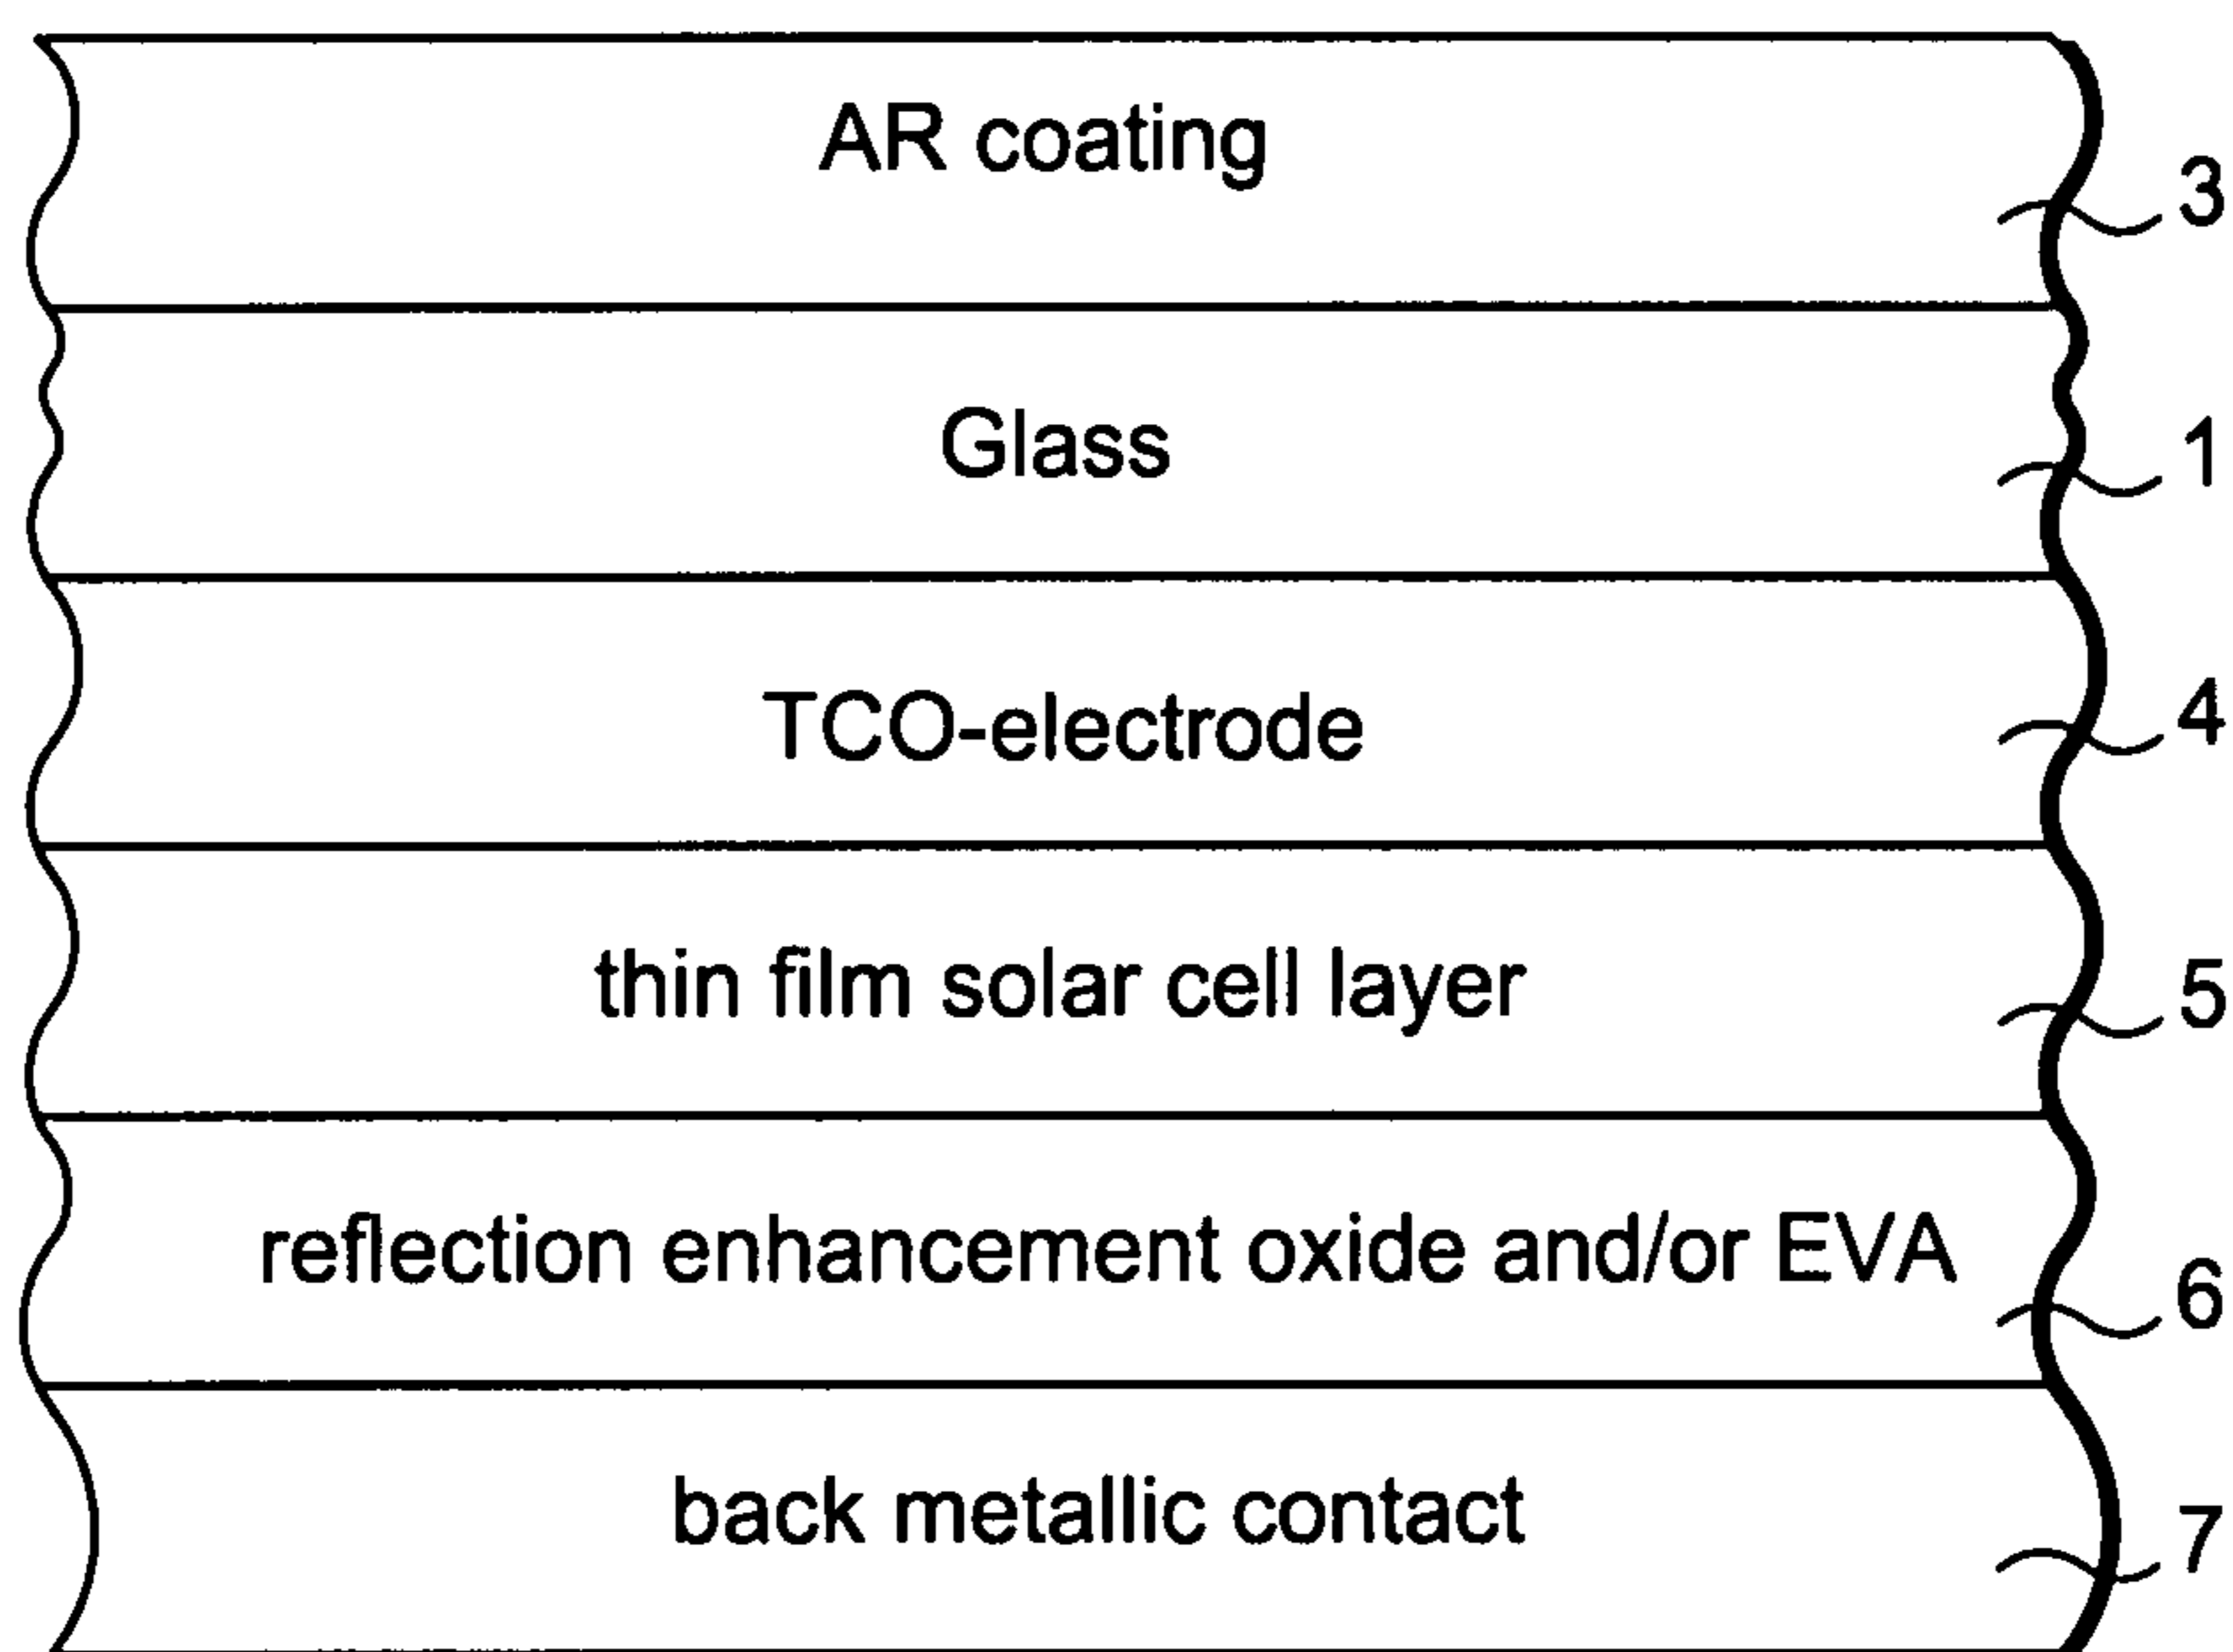 AR coating
3
Glass
1
TCO-electrode
4
thin film solar cell layer
5
reflection enhancement oxide and/or EVA
6
back metallic contact
7